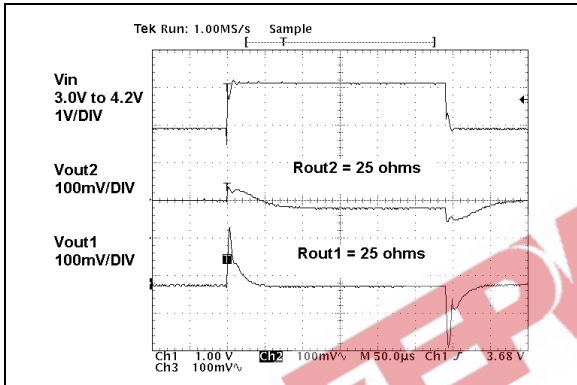 Tek Run: 1.00MS/s Sample
[ T ]
Vin
3.0V to 4.2V
1V/DIV
Vout2
100mV/DIV
Rout2 = 25 ohms
Vout1
100mV/DIV
Rout1 = 25 ohms
Ch1 1.00 V Ch2 100mV∿ M 50.0µs Ch1 ƒ 3.68 V
Ch3 100mV∿